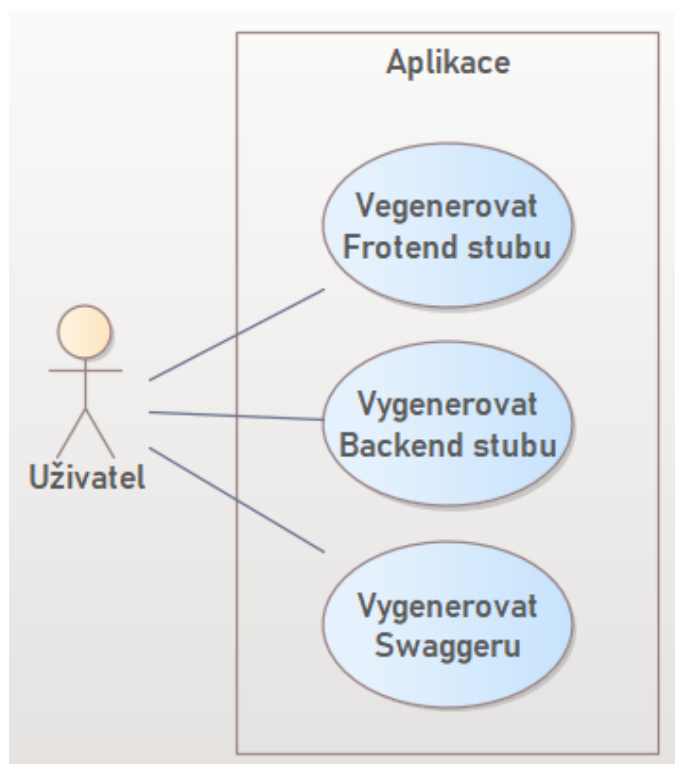 Aplikace
Vegenerovat
Frotend stubu
Vygenerovat
Backend stubu
Uživatel
Vygenerovat
Swaggeru